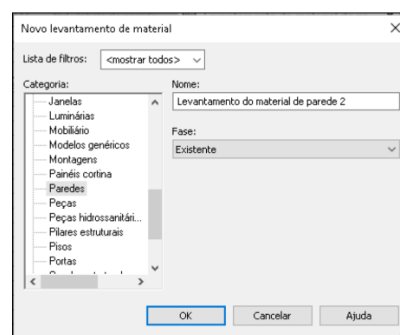 Novo levantamento de material
Lista de filtros: <mostrar todos>
Categoria:
Janelas
Luminárias
Mobiliário
Modelos genéricos
Montagens
Painéis cortina
Paredes
Peças
Peças hidrossanitári...
Pilares estruturais
Pisos
Portas
Nome:
Levantamento do material de parede 2
Fase:
Existente
OK Cancelar Ajuda